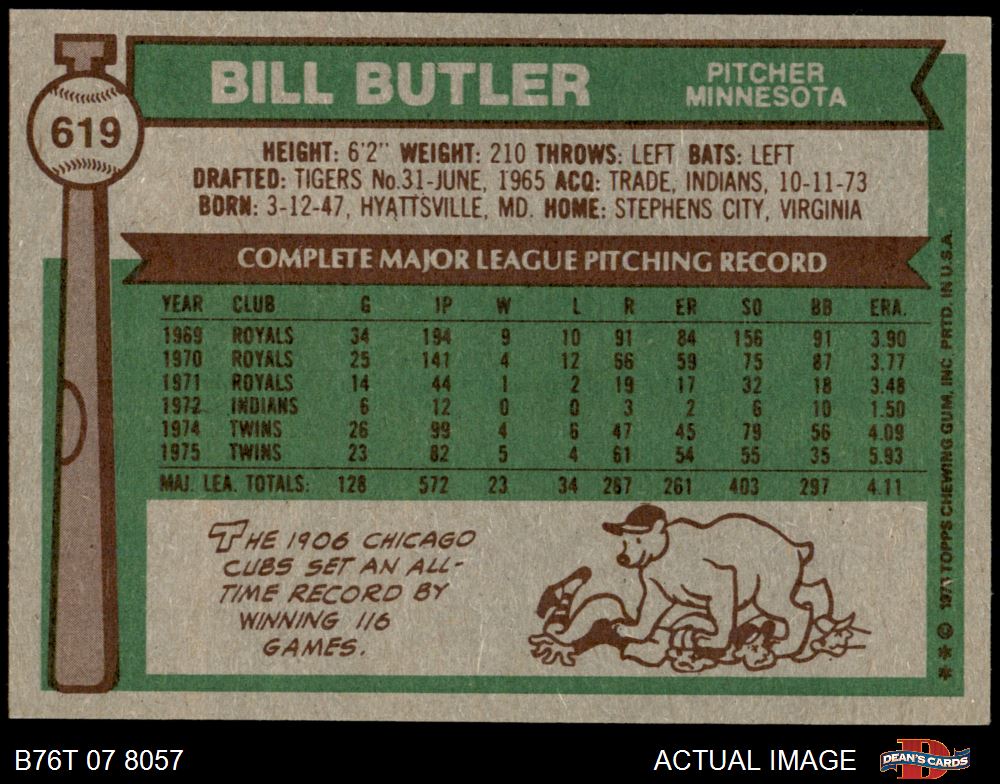 BILL BUTLER
PITCHER
MINNESOTA
619
HEIGHT: 6'2" WEIGHT: 210 THROWS: LEFT BATS: LEFT
DRAFTED: TIGERS No.31-JUNE, 1965 ACQ: TRADE, INDIANS, 10-11-73
BORN: 3-12-47, HYATTSVILLE, MD. HOME: STEPHENS CITY, VIRGINIA
COMPLETE MAJOR LEAGUE PITCHING RECORD
YEAR CLUB G IP W L R ER SO BB ERA.
1969 ROYALS 34 194 9 10 91 84 156 91 3.90
1970 ROYALS 25 141 4 12 66 59 75 87 3.77
1971 ROYALS 14 44 1 2 19 17 32 18 3.48
1972 INDIANS 6 12 0 0 3 2 6 10 1.50
1974 TWINS 26 99 4 6 47 45 79 56 4.09
1975 TWINS 23 82 5 4 61 54 55 35 5.93
MAJ. LEA. TOTALS: 128 572 23 34 287 261 403 297 4.11
THE 1906 CHICAGO
CUBS SET AN ALL-
TIME RECORD BY
WINNING 116
GAMES.
** © TOPPS CHEWING GUM, INC. PRTD. IN U.S.A.
B76T 07 8057
ACTUAL IMAGE
DEAN'S CARDS